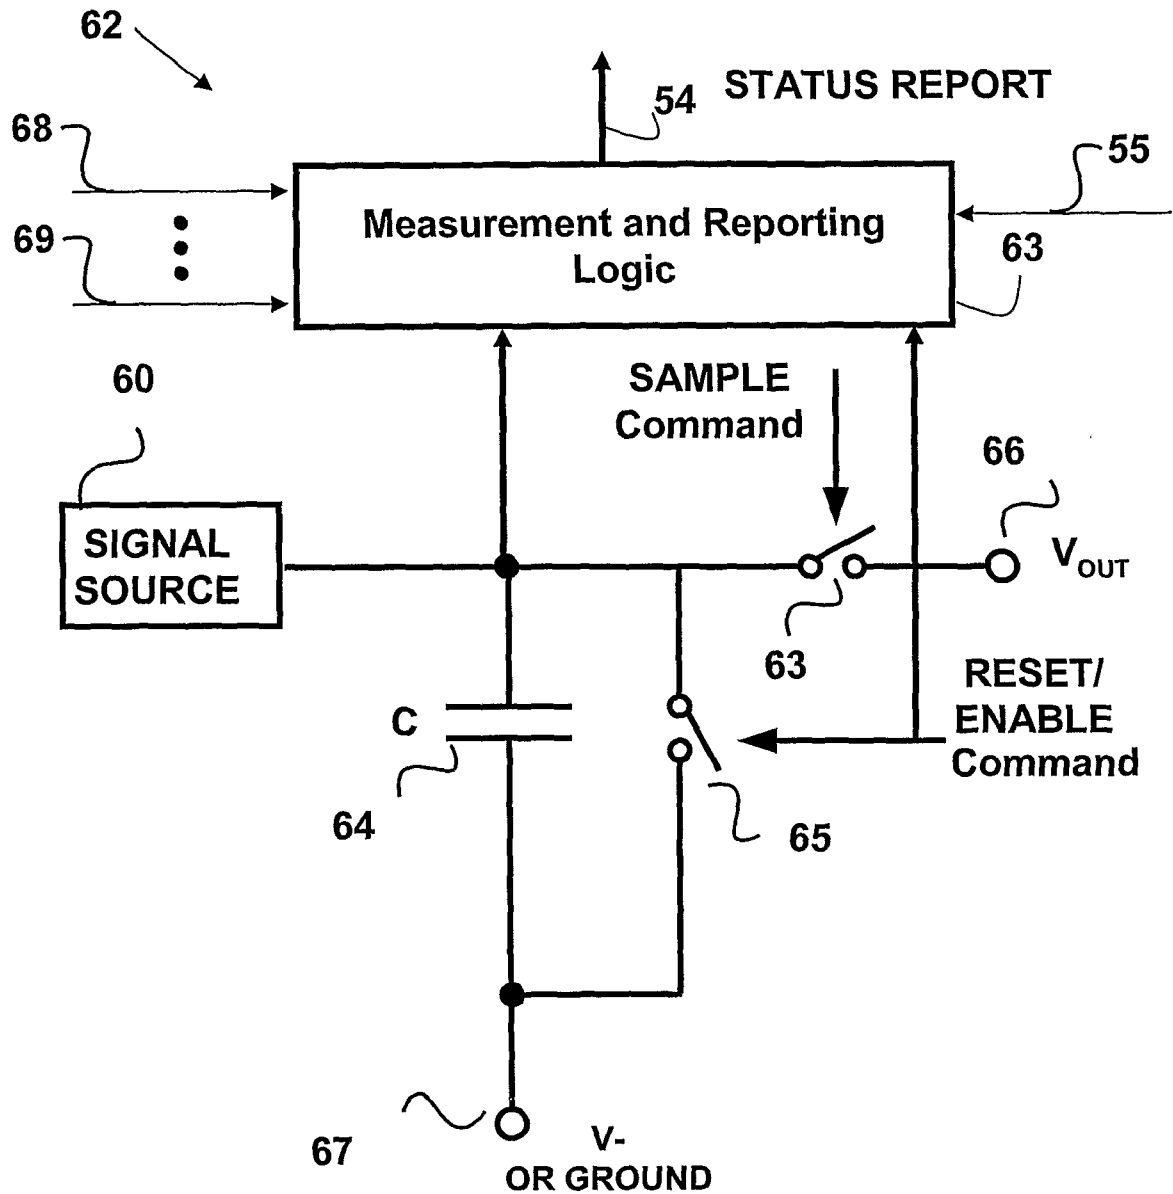 62
68
54
STATUS REPORT
55
Measurement and Reporting
Logic
69
63
60
SAMPLE
Command
66
SIGNAL
SOURCE
VOUT
63
RESET/
ENABLE
Command
C
64
65
67
V-
OR GROUND